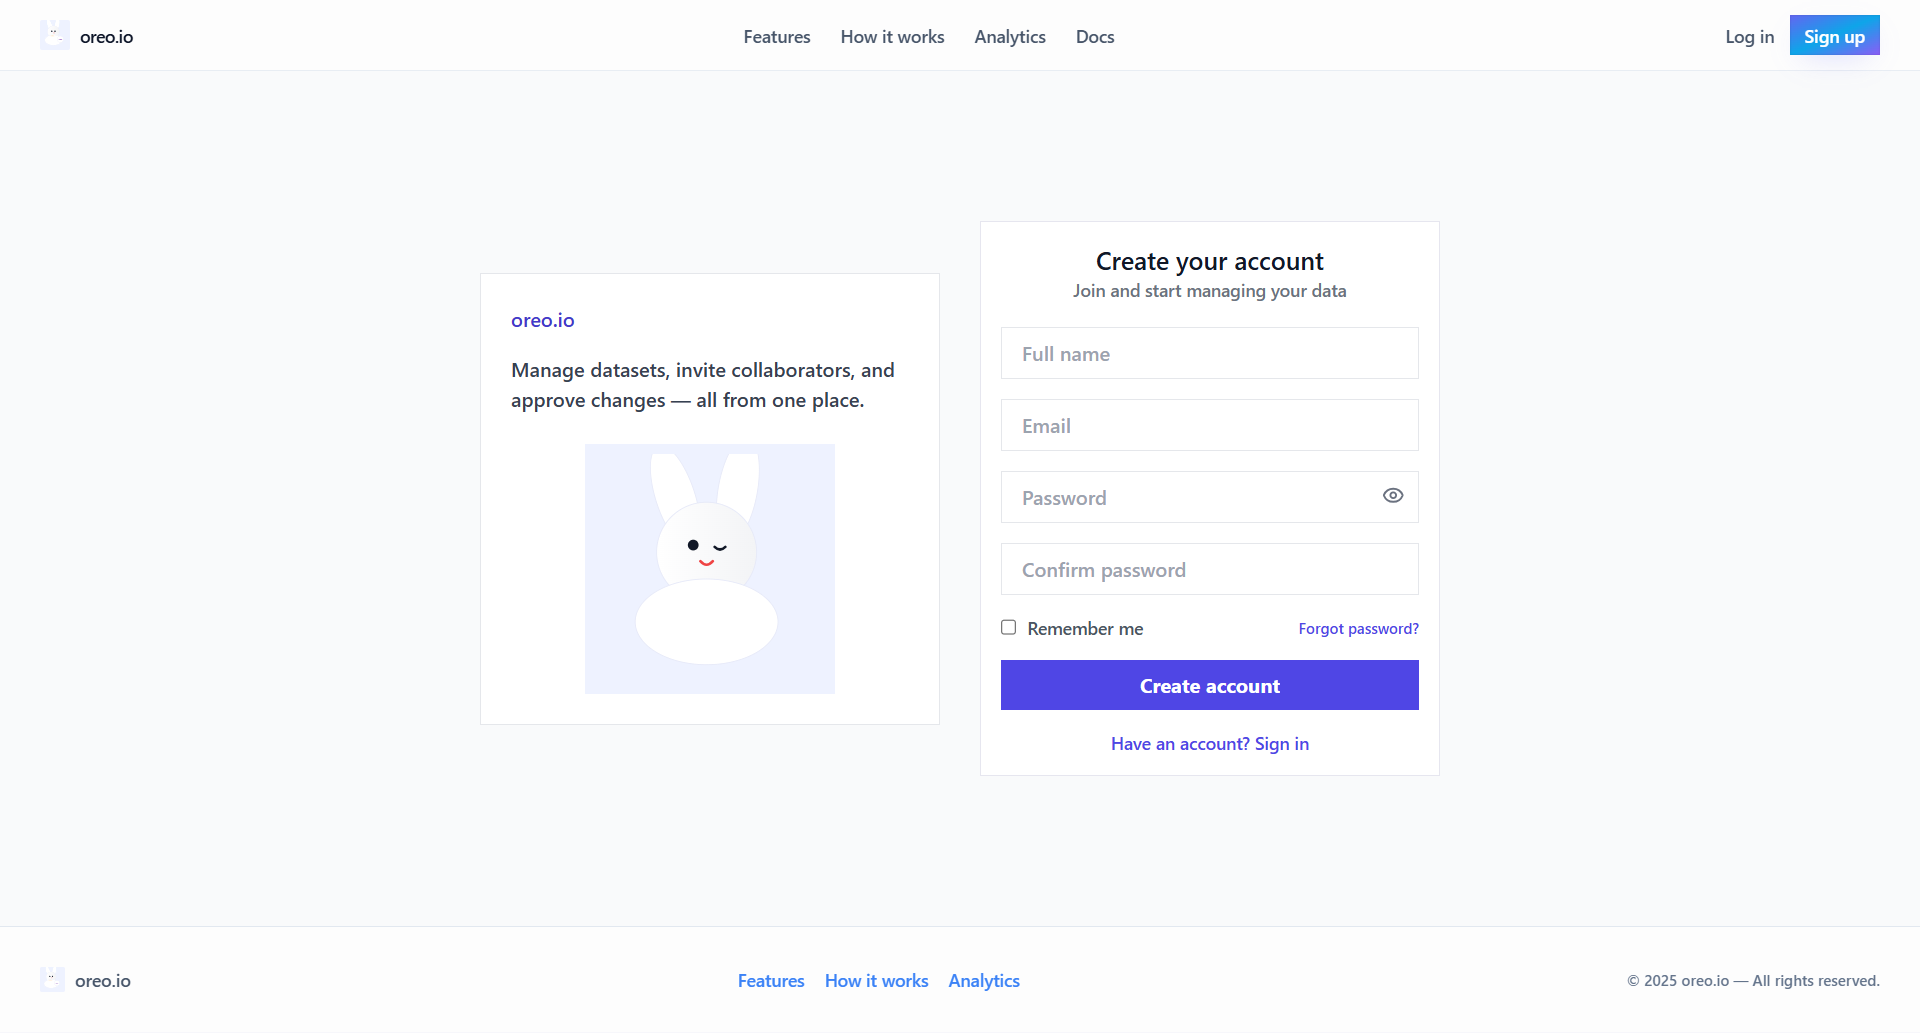 oreo.io
Features
How it works
Analytics
Docs
Log in
Sign up
oreo.io
Manage datasets, invite collaborators, and
approve changes — all from one place.
Create your account
Join and start managing your data
Full name
Email
Password
Confirm password
Remember me
Forgot password?
Create account
Have an account? Sign in
oreo.io
Features
How it works
Analytics
© 2025 oreo.io — All rights reserved.